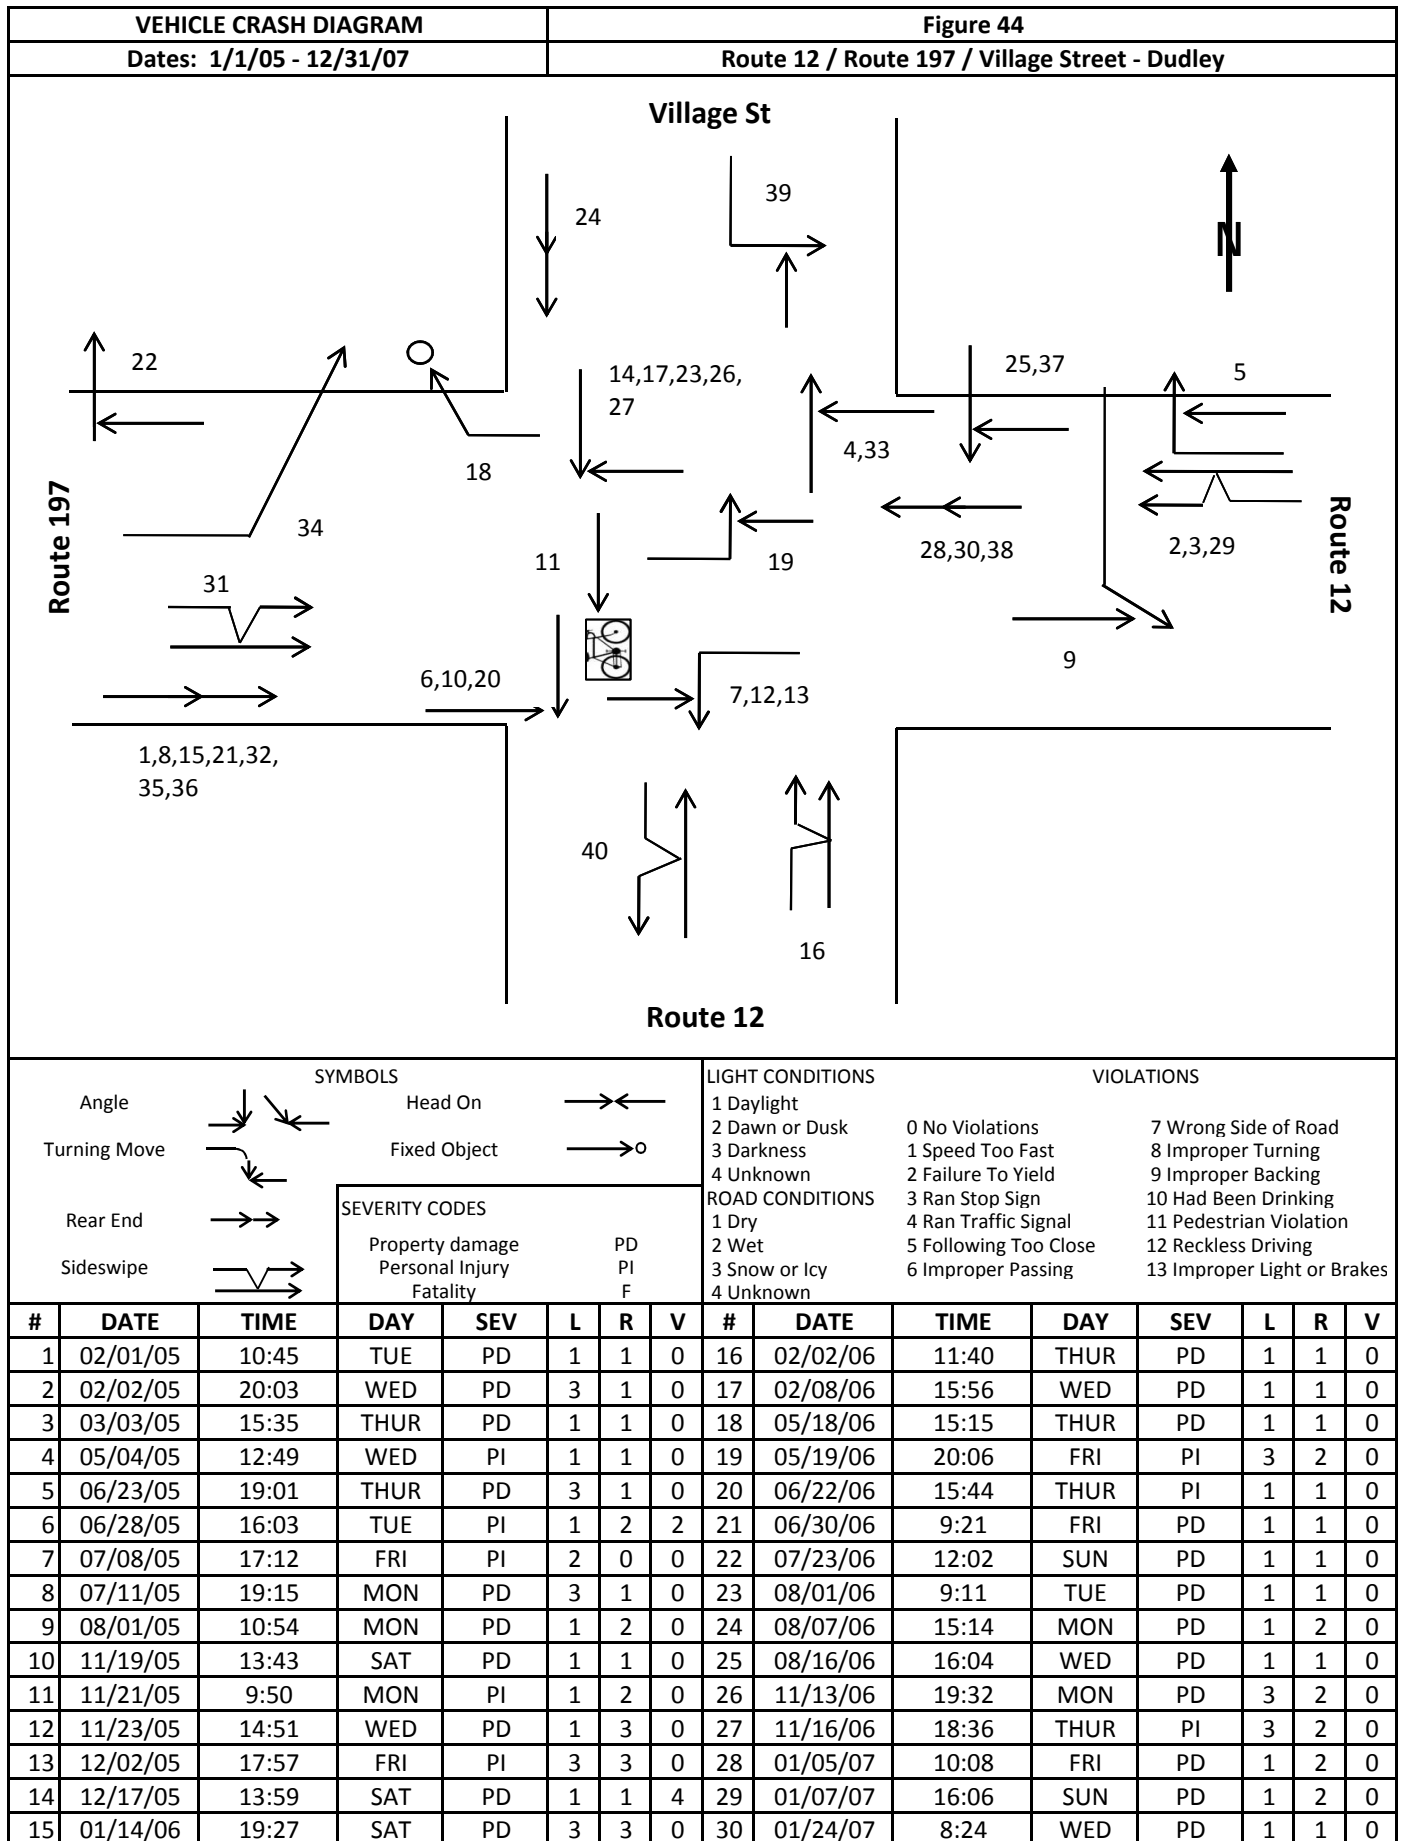 VEHICLE CRASH DIAGRAM Figure 44
Dates: 1/1/05 - 12/31/07 Route 12 / Route 197 / Village Street - Dudley
Village St
39
24
N
22
14,17,23,26,
27
25,37
5
4,33
18
Route 197
34
11
19
28,30,38
2,3,29
Route 12
31
9
6,10,20
7,12,13
1,8,15,21,32,
35,36
40
16
Route 12
SYMBOLS
Angle
Head On
Turning Move
Fixed Object
Rear End
Sideswipe
SEVERITY CODES
Property damage PD
Personal Injury PI
Fatality F
LIGHT CONDITIONS
1 Daylight
2 Dawn or Dusk
3 Darkness
4 Unknown
ROAD CONDITIONS
1 Dry
2 Wet
3 Snow or Icy
4 Unknown
VIOLATIONS
0 No Violations
1 Speed Too Fast
2 Failure To Yield
3 Ran Stop Sign
4 Ran Traffic Signal
5 Following Too Close
6 Improper Passing
7 Wrong Side of Road
8 Improper Turning
9 Improper Backing
10 Had Been Drinking
11 Pedestrian Violation
12 Reckless Driving
13 Improper Light or Brakes
# DATE TIME DAY SEV L R V # DATE TIME DAY SEV L R V
1 02/01/05 10:45 TUE PD 1 1 0 16 02/02/06 11:40 THUR PD 1 1 0
2 02/02/05 20:03 WED PD 3 1 0 17 02/08/06 15:56 WED PD 1 1 0
3 03/03/05 15:35 THUR PD 1 1 0 18 05/18/06 15:15 THUR PD 1 1 0
4 05/04/05 12:49 WED PI 1 1 0 19 05/19/06 20:06 FRI PI 3 2 0
5 06/23/05 19:01 THUR PD 3 1 0 20 06/22/06 15:44 THUR PI 1 1 0
6 06/28/05 16:03 TUE PI 1 2 2 21 06/30/06 9:21 FRI PD 1 1 0
7 07/08/05 17:12 FRI PI 2 0 0 22 07/23/06 12:02 SUN PD 1 1 0
8 07/11/05 19:15 MON PD 3 1 0 23 08/01/06 9:11 TUE PD 1 1 0
9 08/01/05 10:54 MON PD 1 2 0 24 08/07/06 15:14 MON PD 1 2 0
10 11/19/05 13:43 SAT PD 1 1 0 25 08/16/06 16:04 WED PD 1 1 0
11 11/21/05 9:50 MON PI 1 2 0 26 11/13/06 19:32 MON PD 3 2 0
12 11/23/05 14:51 WED PD 1 3 0 27 11/16/06 18:36 THUR PI 3 2 0
13 12/02/05 17:57 FRI PI 3 3 0 28 01/05/07 10:08 FRI PD 1 2 0
14 12/17/05 13:59 SAT PD 1 1 4 29 01/07/07 16:06 SUN PD 1 2 0
15 01/14/06 19:27 SAT PD 3 3 0 30 01/24/07 8:24 WED PD 1 1 0